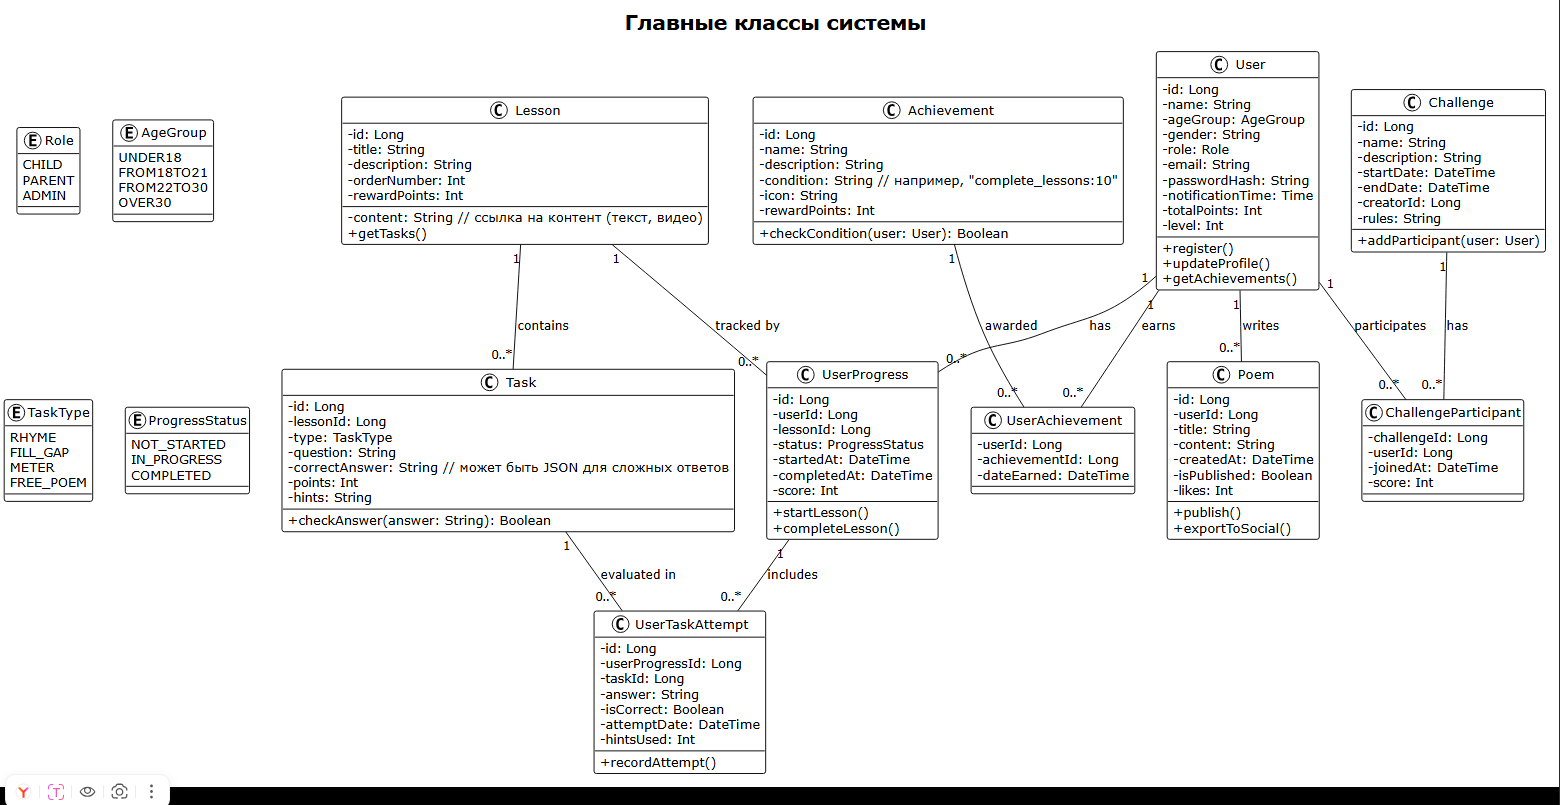 Главные классы системы
E Role
CHILD
PARENT
ADMIN
E AgeGroup
UNDER18
FROM18TO21
FROM22TO30
OVER30
C Lesson
-id: Long
-title: String
-description: String
-orderNumber: Int
-rewardPoints: Int
-content: String // ссылка на контент (текст, видео)
+getTasks()
C Achievement
-id: Long
-name: String
-description: String
-condition: String // например, "complete_lessons:10"
-icon: String
-rewardPoints: Int
+checkCondition(user: User): Boolean
C User
-id: Long
-name: String
-ageGroup: AgeGroup
-gender: String
-role: Role
-email: String
-passwordHash: String
-notificationTime: Time
-totalPoints: Int
-level: Int
+register()
+updateProfile()
+getAchievements()
C Challenge
-id: Long
-name: String
-description: String
-startDate: DateTime
-endDate: DateTime
-creatorId: Long
-rules: String
+addParticipant(user: User)
1
1
1
1
1
1
1
1
contains
tracked by
awarded
has
earns
writes
participates
has
0..*
0..*
0..*
0..*
0..*
0..*
0..*
0..*
E TaskType
RHYME
FILL_GAP
METER
FREE_POEM
E ProgressStatus
NOT_STARTED
IN_PROGRESS
COMPLETED
C Task
-id: Long
-lessonId: Long
-type: TaskType
-question: String
-correctAnswer: String // может быть JSON для сложных ответов
-points: Int
-hints: String
+checkAnswer(answer: String): Boolean
C UserProgress
-id: Long
-userId: Long
-lessonId: Long
-status: ProgressStatus
-startedAt: DateTime
-completedAt: DateTime
-score: Int
+startLesson()
+completeLesson()
C UserAchievement
-userId: Long
-achievementId: Long
-dateEarned: DateTime
C Poem
-id: Long
-userId: Long
-title: String
-content: String
-createdAt: DateTime
-isPublished: Boolean
-likes: Int
+publish()
+exportToSocial()
C ChallengeParticipant
-challengeId: Long
-userId: Long
-joinedAt: DateTime
-score: Int
1
1
evaluated in
includes
0..*
0..*
C UserTaskAttempt
-id: Long
-userProgressId: Long
-taskId: Long
-answer: String
-isCorrect: Boolean
-attemptDate: DateTime
-hintsUsed: Int
+recordAttempt()
Y T